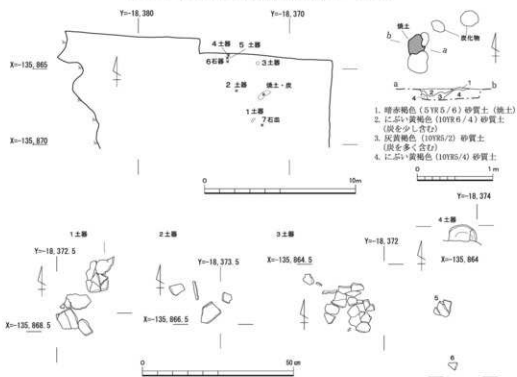 Y=-18,380
Y=-18,370
X=-135,865
X=-135,870
4土器
5 土器
6石器
3土器
2 土器
焼土・炭
1土器
7石皿
0
10m
焼土
炭化物
b
a
a
b
1
4
2
3
4
1. 暗赤褐色(5YR5/6)砂質土(焼土)
2. にぶい黄褐色(10YR6/4)砂質土
(炭を少し含む)
3. 灰黄褐色(10YR5/2)砂質土
(炭を多く含む)
4. にぶい黄褐色(10YR5/4)砂質土
0
1m
1土器
Y=-18,372.5
X=-135,868.5
2土器
Y=-18,373.5
X=-135,866.5
3土器
X=-135,864.5
Y=-18,372
Y=-18,374
4土器
X=-135,864
5
6
0
50㎝